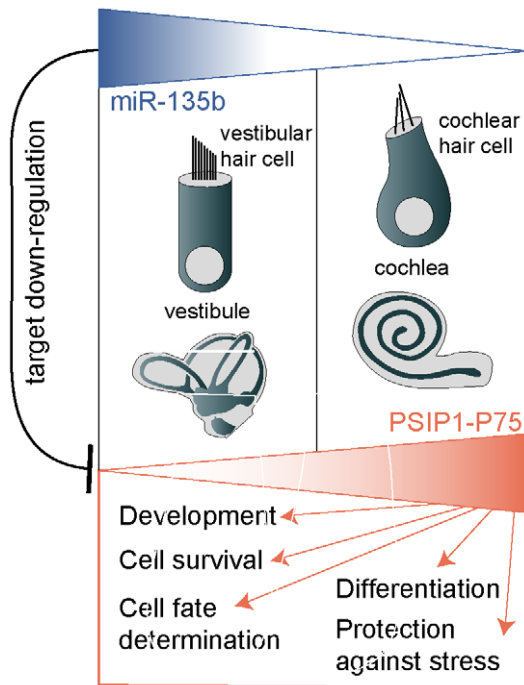 miR-135b
target down-regulation
vestibular
hair cell
cochlear
hair cell
vestibule
cochlea
PSIP1-P75
Development
Cell survival
Cell fate
determination
Differentiation
Protection
against stress